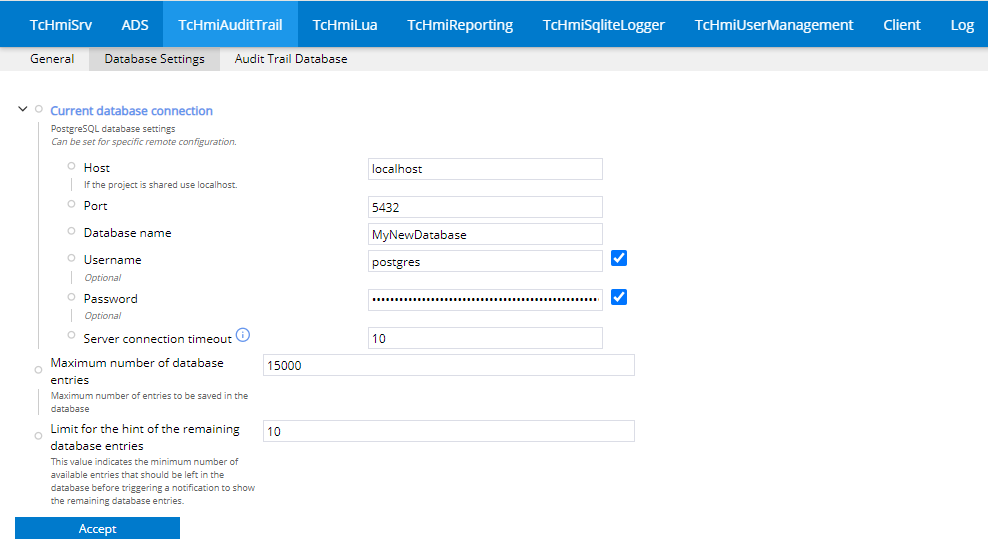 TcHmiSrv ADS TcHmiAuditTrail TcHmiLua TcHmiReporting TcHmiSqliteLogger TcHmiUserManagement Client Log
General Database Settings Audit Trail Database
Current database connection
PostgreSQL database settings
Can be set for specific remote configuration.
Host localhost
If the project is shared use localhost.
Port 5432
Database name MyNewDatabase
Username postgres
Optional
Password
Optional
Server connection timeout 10
Maximum number of database 15000
entries
Maximum number of entries to be saved in the
database
Limit for the hint of the remaining 10
database entries
This value indicates the minimum number of
available entries that should be left in the
database before triggering a notification to show
the remaining database entries.
Accept